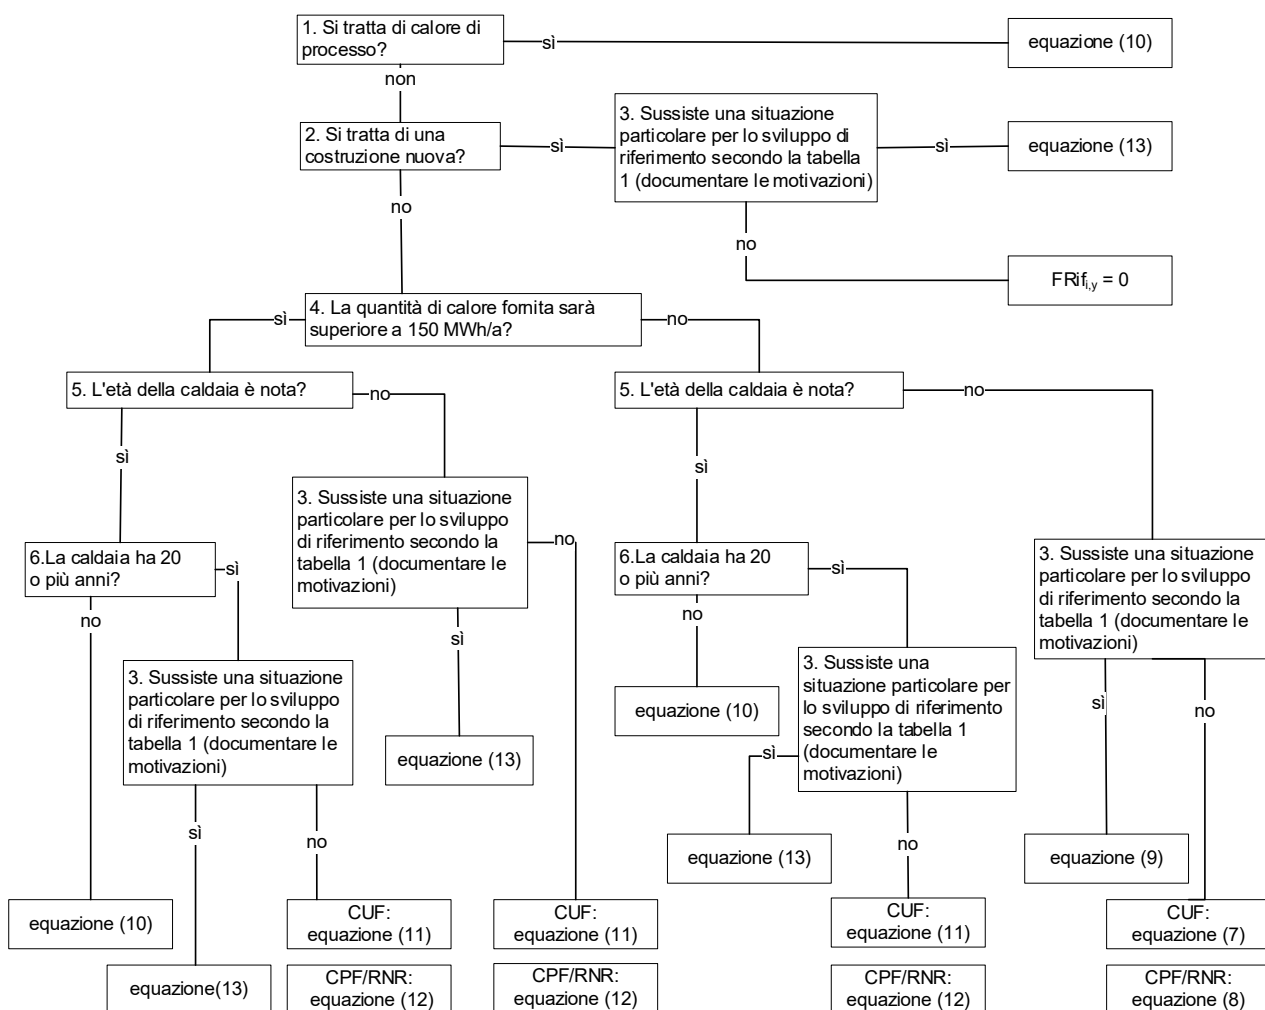 1. Si tratta di calore di
processo?
sì
equazione (10)
non
2. Si tratta di una
costruzione nuova?
sì
3. Sussiste una situazione
particolare per lo sviluppo di
riferimento secondo la tabella
1 (documentare le motivazioni)
sì
equazione (13)
no
no
FRifi,y = 0
4. La quantità di calore fornita sarà
superiore a 150 MWh/a?
sì
no
5. L'età della caldaia è nota?
no
5. L'età della caldaia è nota?
no
sì
sì
3. Sussiste una situazione
particolare per lo sviluppo
di riferimento secondo la
tabella 1 (documentare le
motivazioni)
no
6.La caldaia ha 20
o più anni?
sì
no
sì
6.La caldaia ha 20
o più anni?
sì
no
3. Sussiste una situazione
particolare per lo sviluppo
di riferimento secondo la
tabella 1 (documentare le
motivazioni)
3. Sussiste una situazione
particolare per lo sviluppo
di riferimento secondo la
tabella 1 (documentare le
motivazioni)
3. Sussiste una
situazione particolare per
lo sviluppo di riferimento
secondo la tabella 1
(documentare le
motivazioni)
equazione (10)
sì
no
equazione (13)
sì
sì
no
equazione (13)
no
equazione (9)
equazione (10)
CUF:
equazione (11)
CUF:
equazione (11)
CUF:
equazione (11)
CUF:
equazione (7)
equazione(13)
CPF/RNR:
equazione (12)
CPF/RNR:
equazione (12)
CPF/RNR:
equazione (12)
CPF/RNR:
equazione (8)